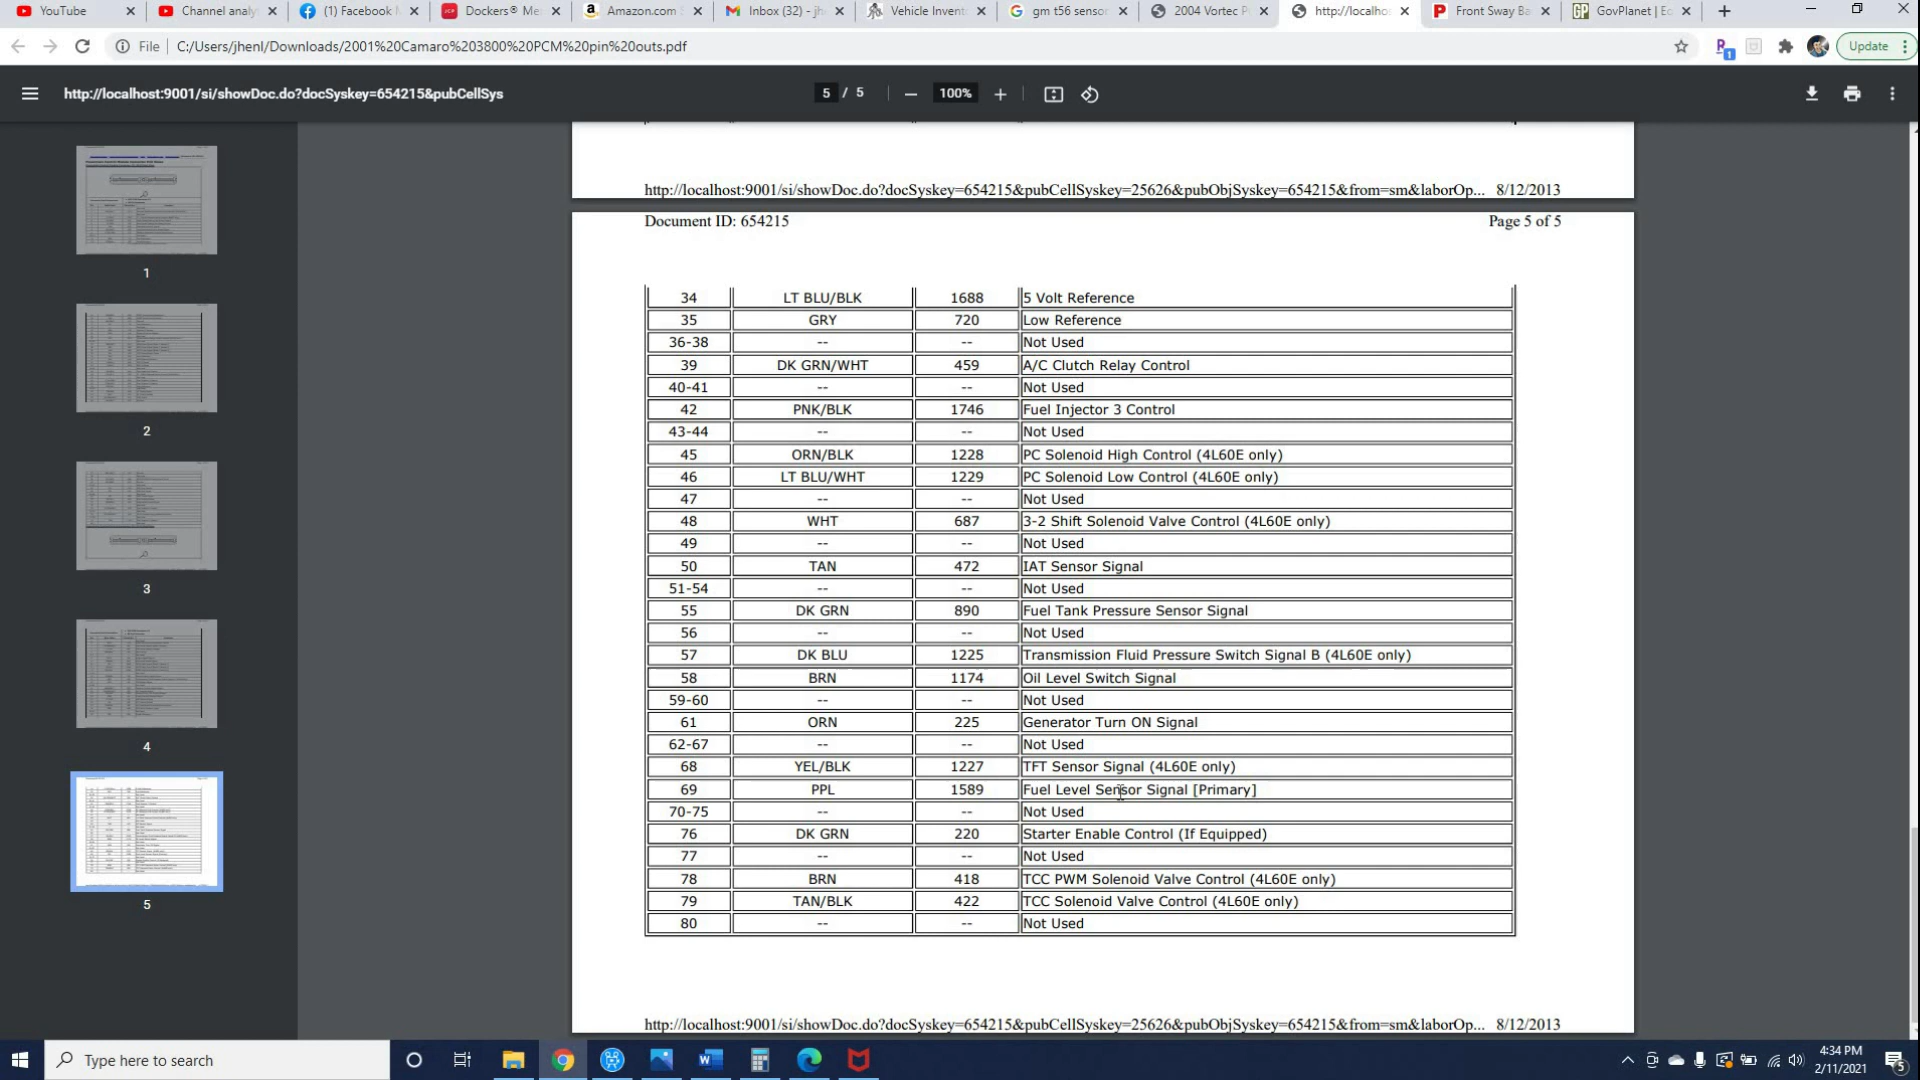 YouTube
Channel analy
(1) Facebook M
Dockers® Me
Amazon.com
Inbox (32) - jh
Vehicle Invent
gm t56 sensor
2004 Vortec P
http://localho
Front Sway Ba
GovPlanet | Eo
File C:/Users/jhenl/Downloads/2001%20Camaro%203800%20PCM%20pin%20outs.pdf
Update
http://localhost:9001/si/showDoc.do?docSyskey=654215&pubCellSys
5 / 5
100%
1
2
3
4
5
http://localhost:9001/si/showDoc.do?docSyskey=654215&pubCellSyskey=25626&pubObjSyskey=654215&from=sm&laborOp... 8/12/2013
Document ID: 654215 Page 5 of 5
34 LT BLU/BLK 1688 5 Volt Reference
35 GRY 720 Low Reference
36-38 -- -- Not Used
39 DK GRN/WHT 459 A/C Clutch Relay Control
40-41 -- -- Not Used
42 PNK/BLK 1746 Fuel Injector 3 Control
43-44 -- -- Not Used
45 ORN/BLK 1228 PC Solenoid High Control (4L60E only)
46 LT BLU/WHT 1229 PC Solenoid Low Control (4L60E only)
47 -- -- Not Used
48 WHT 687 3-2 Shift Solenoid Valve Control (4L60E only)
49 -- -- Not Used
50 TAN 472 IAT Sensor Signal
51-54 -- -- Not Used
55 DK GRN 890 Fuel Tank Pressure Sensor Signal
56 -- -- Not Used
57 DK BLU 1225 Transmission Fluid Pressure Switch Signal B (4L60E only)
58 BRN 1174 Oil Level Switch Signal
59-60 -- -- Not Used
61 ORN 225 Generator Turn ON Signal
62-67 -- -- Not Used
68 YEL/BLK 1227 TFT Sensor Signal (4L60E only)
69 PPL 1589 Fuel Level Sensor Signal [Primary]
70-75 -- -- Not Used
76 DK GRN 220 Starter Enable Control (If Equipped)
77 -- -- Not Used
78 BRN 418 TCC PWM Solenoid Valve Control (4L60E only)
79 TAN/BLK 422 TCC Solenoid Valve Control (4L60E only)
80 -- -- Not Used
http://localhost:9001/si/showDoc.do?docSyskey=654215&pubCellSyskey=25626&pubObjSyskey=654215&from=sm&laborOp... 8/12/2013
Type here to search
4:34 PM
2/11/2021
5